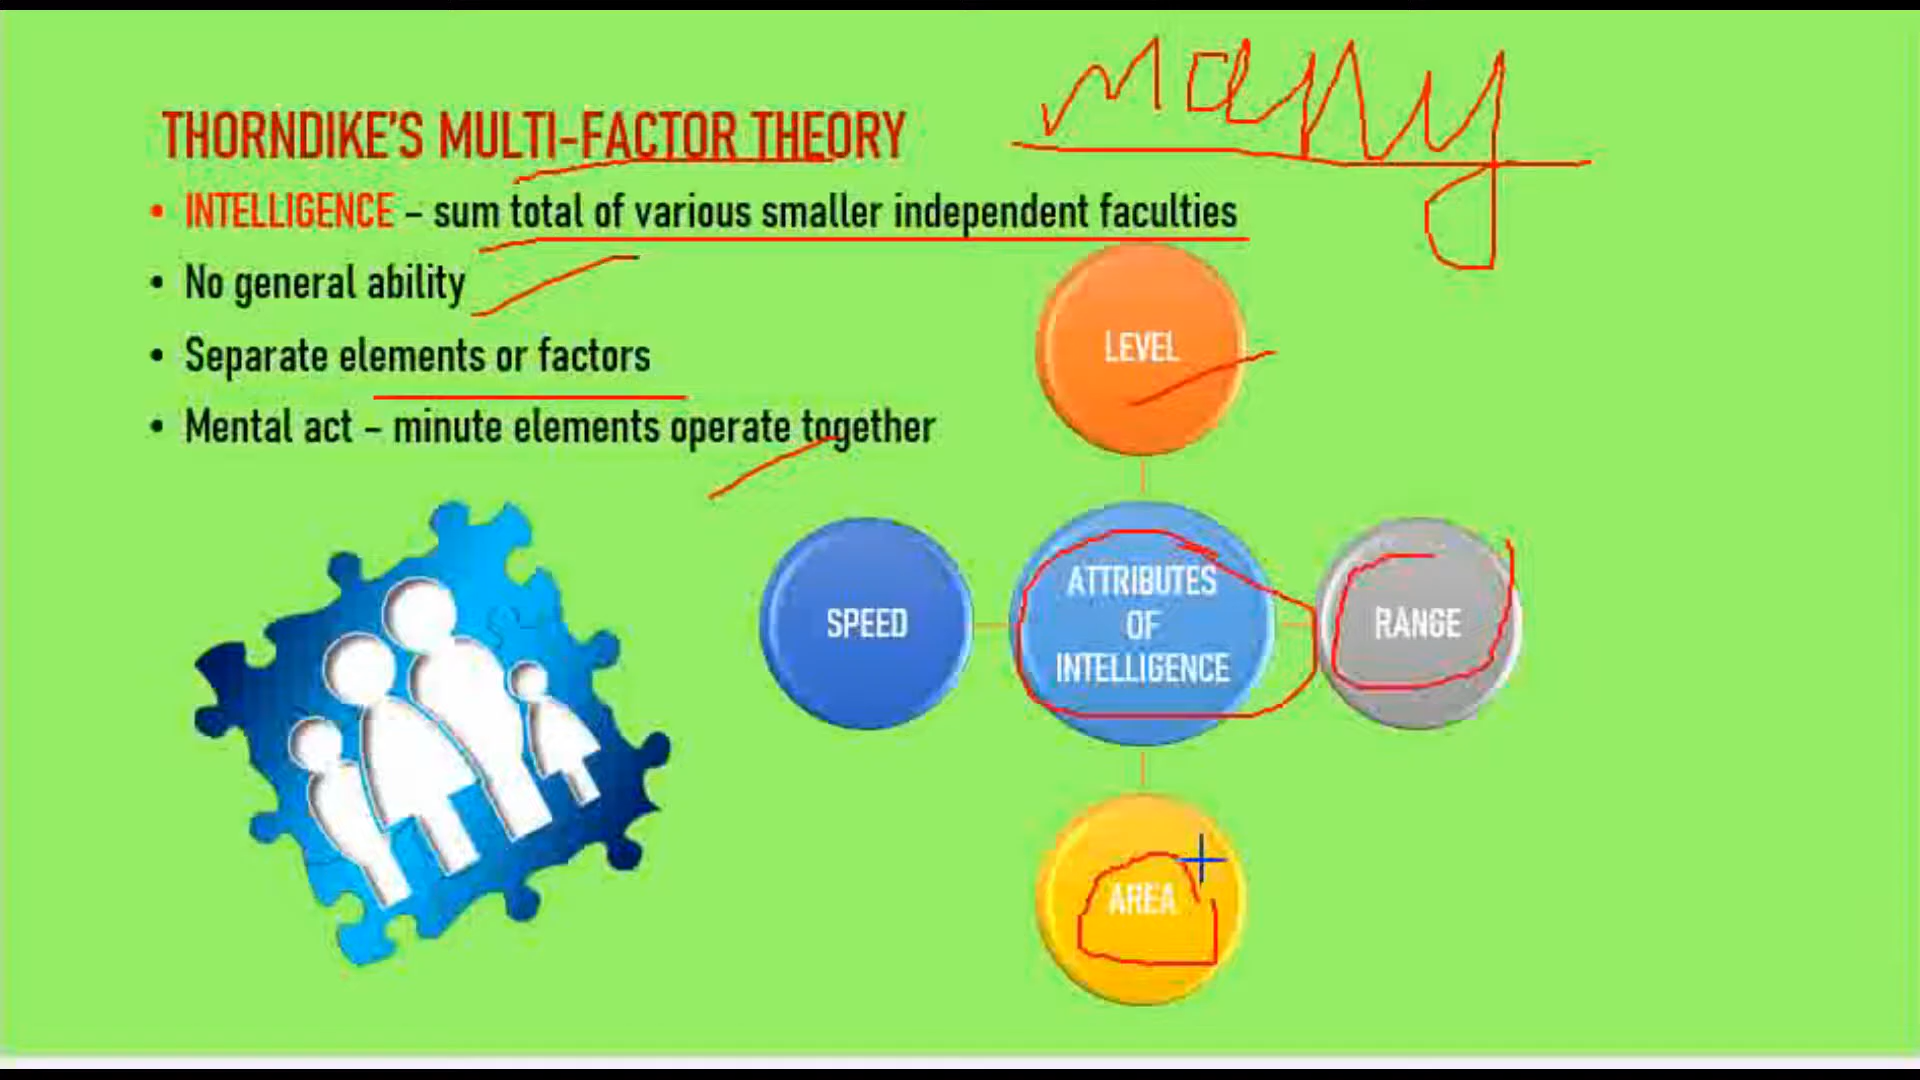 many
THORNDIKE'S MULTI-FACTOR THEORY
• INTELLIGENCE – sum total of various smaller independent faculties
• No general ability
• Separate elements or factors
• Mental act – minute elements operate together
LEVEL
SPEED
ATTRIBUTES
OF
INTELLIGENCE
RANGE
AREA